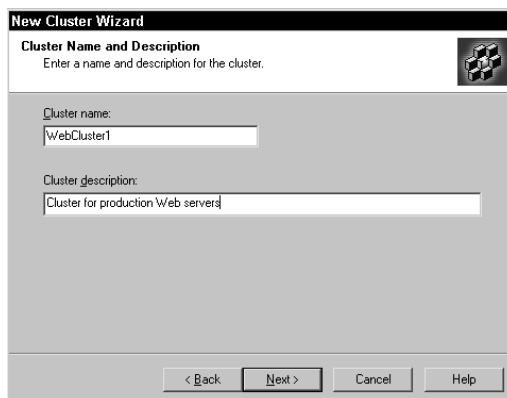 New Cluster Wizard
Cluster Name and Description
Enter a name and description for the cluster.
Cluster name:
WebCluster1
Cluster description:
Cluster for production Web servers
< Back
Next >
Cancel
Help